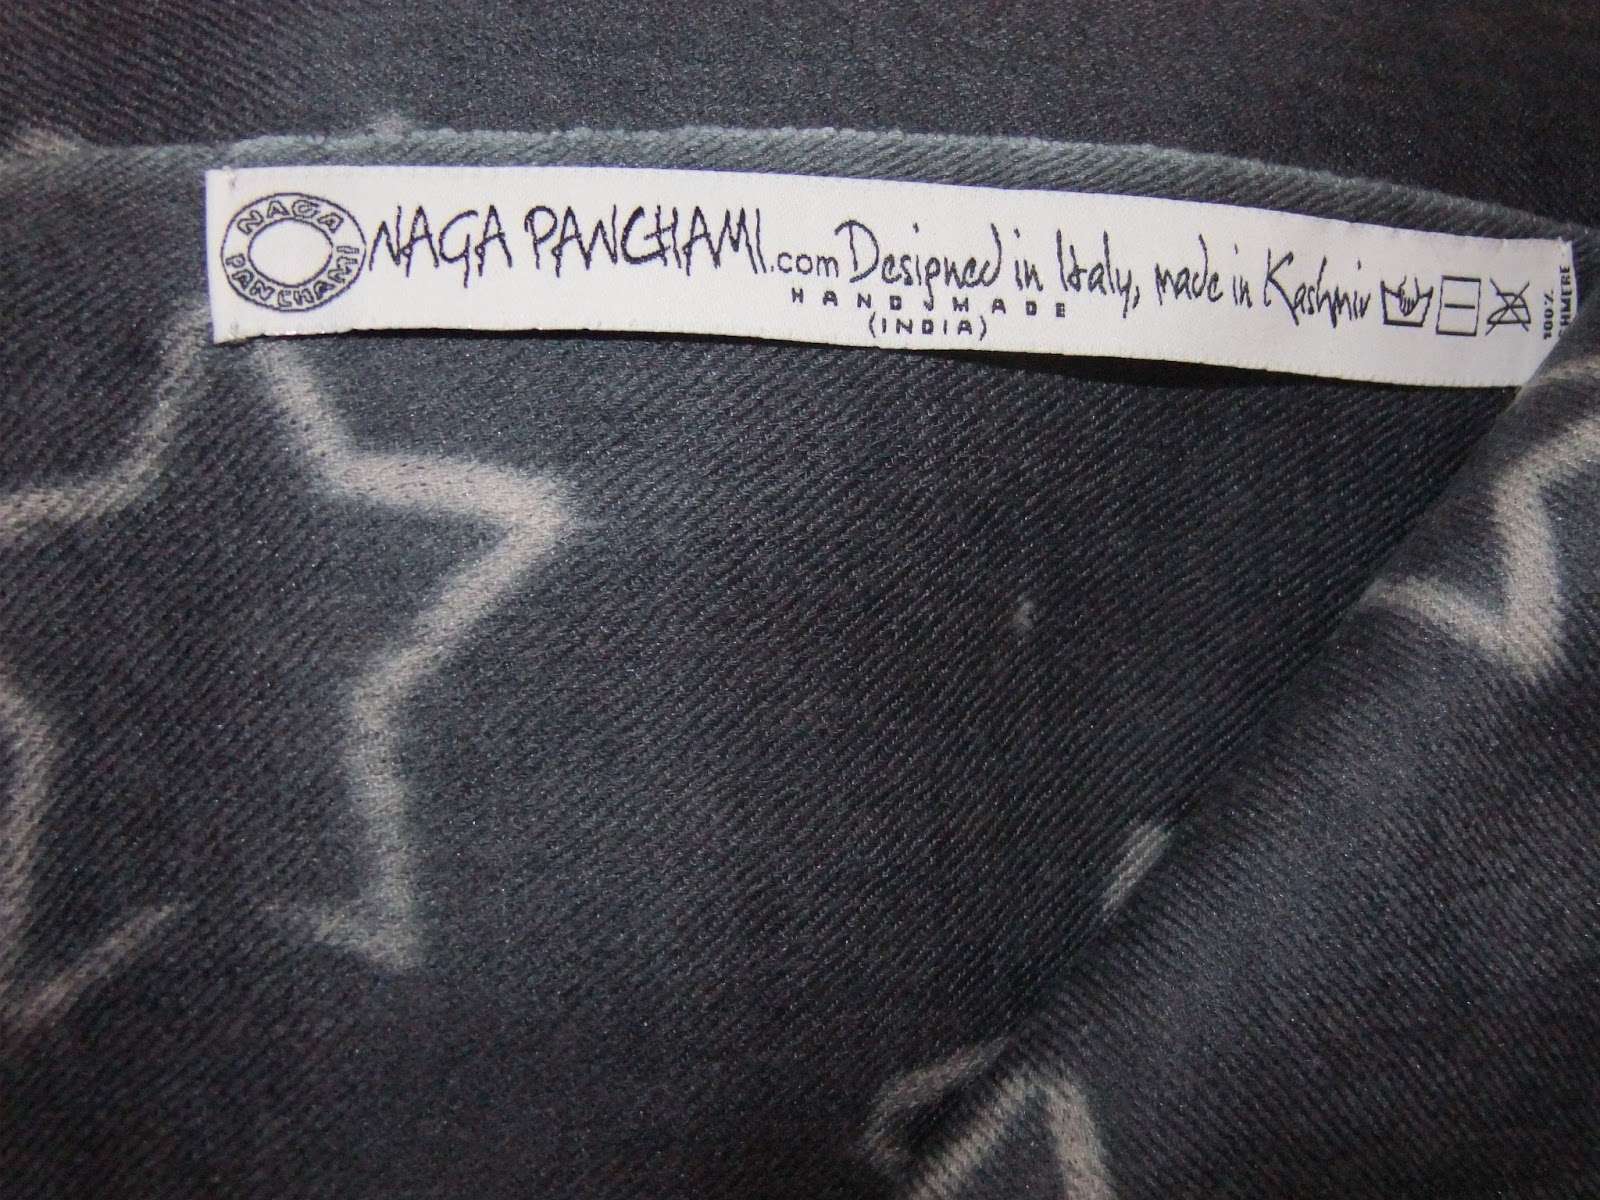 NAGA PANCHAMI
NAGA PANCHAMI.com Designed in Italy, made in Kashmir
HANDMADE
(INDIA)
100%